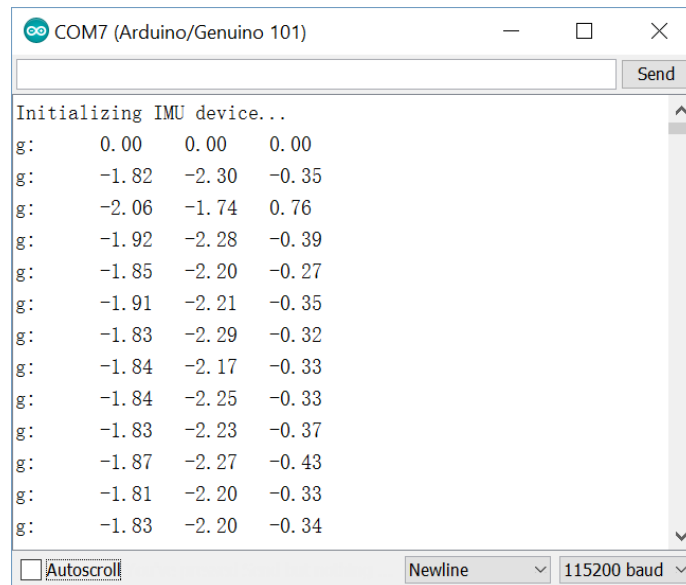 COM7 (Arduino/Genuino 101)
Send
Initializing IMU device...
g: 0.00 0.00 0.00
g: -1.82 -2.30 -0.35
g: -2.06 -1.74 0.76
g: -1.92 -2.28 -0.39
g: -1.85 -2.20 -0.27
g: -1.91 -2.21 -0.35
g: -1.83 -2.29 -0.32
g: -1.84 -2.17 -0.33
g: -1.84 -2.25 -0.33
g: -1.83 -2.23 -0.37
g: -1.87 -2.27 -0.43
g: -1.81 -2.20 -0.33
g: -1.83 -2.20 -0.34
Autoscroll Newline 115200 baud